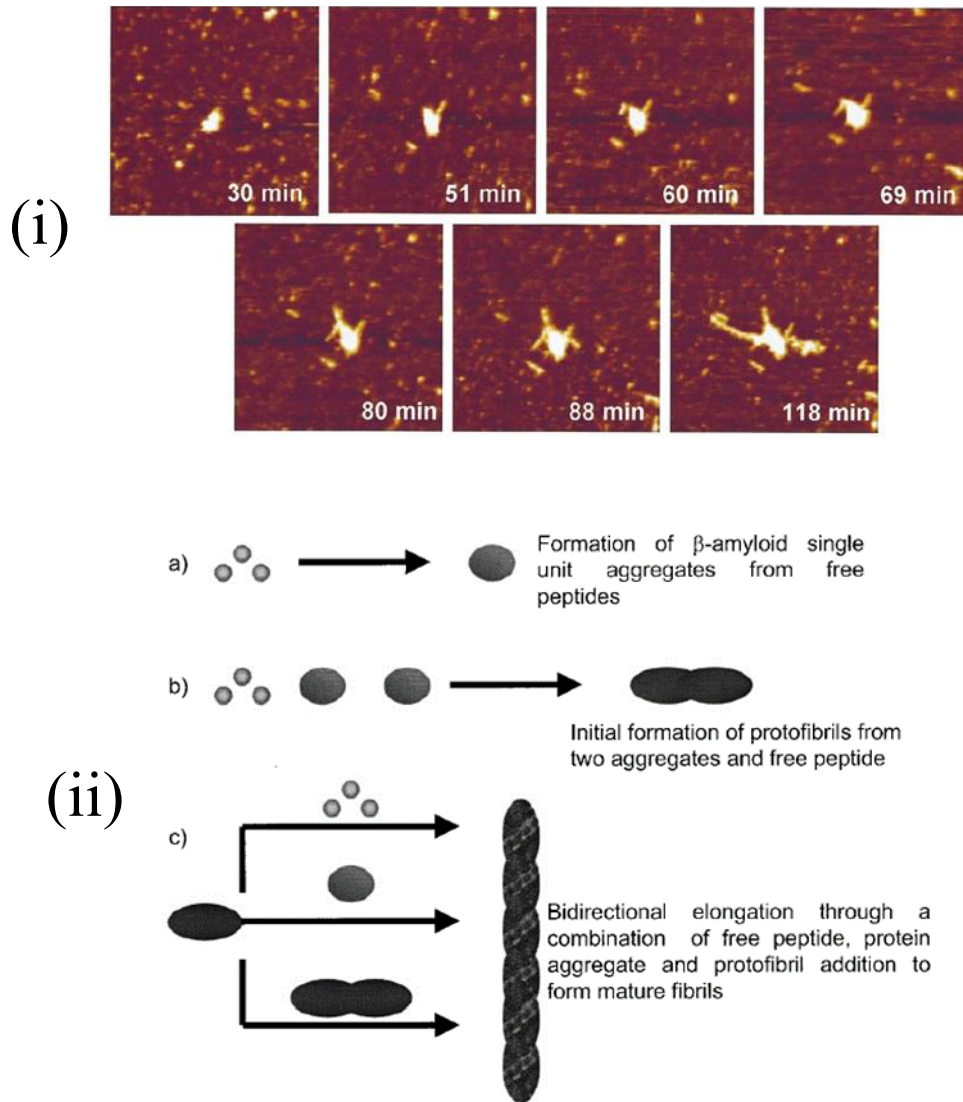 30 min
51 min
60 min
69 min
(i)
80 min
88 min
118 min
a)
Formation of β-amyloid single
unit aggregates from free
peptides
b)
Initial formation of protofibrils from
two aggregates and free peptide
(ii)
c)
Bidirectional elongation through a
combination of free peptide, protein
aggregate and protofibril addition to
form mature fibrils